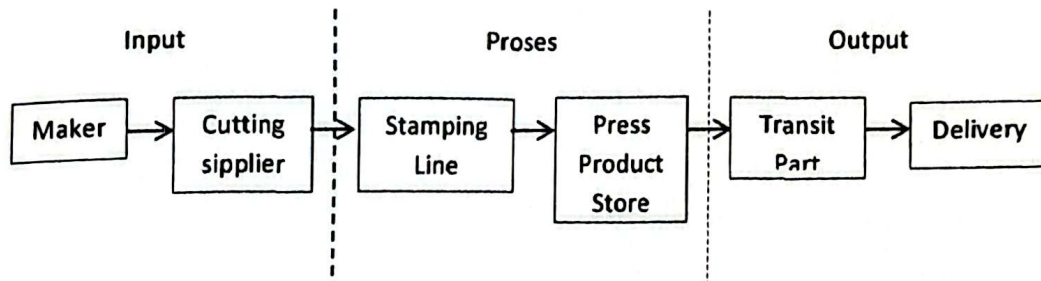 Input
Proses
Output
Maker
Cutting
sipplier
Stamping
Line
Press
Product
Store
Transit
Part
Delivery